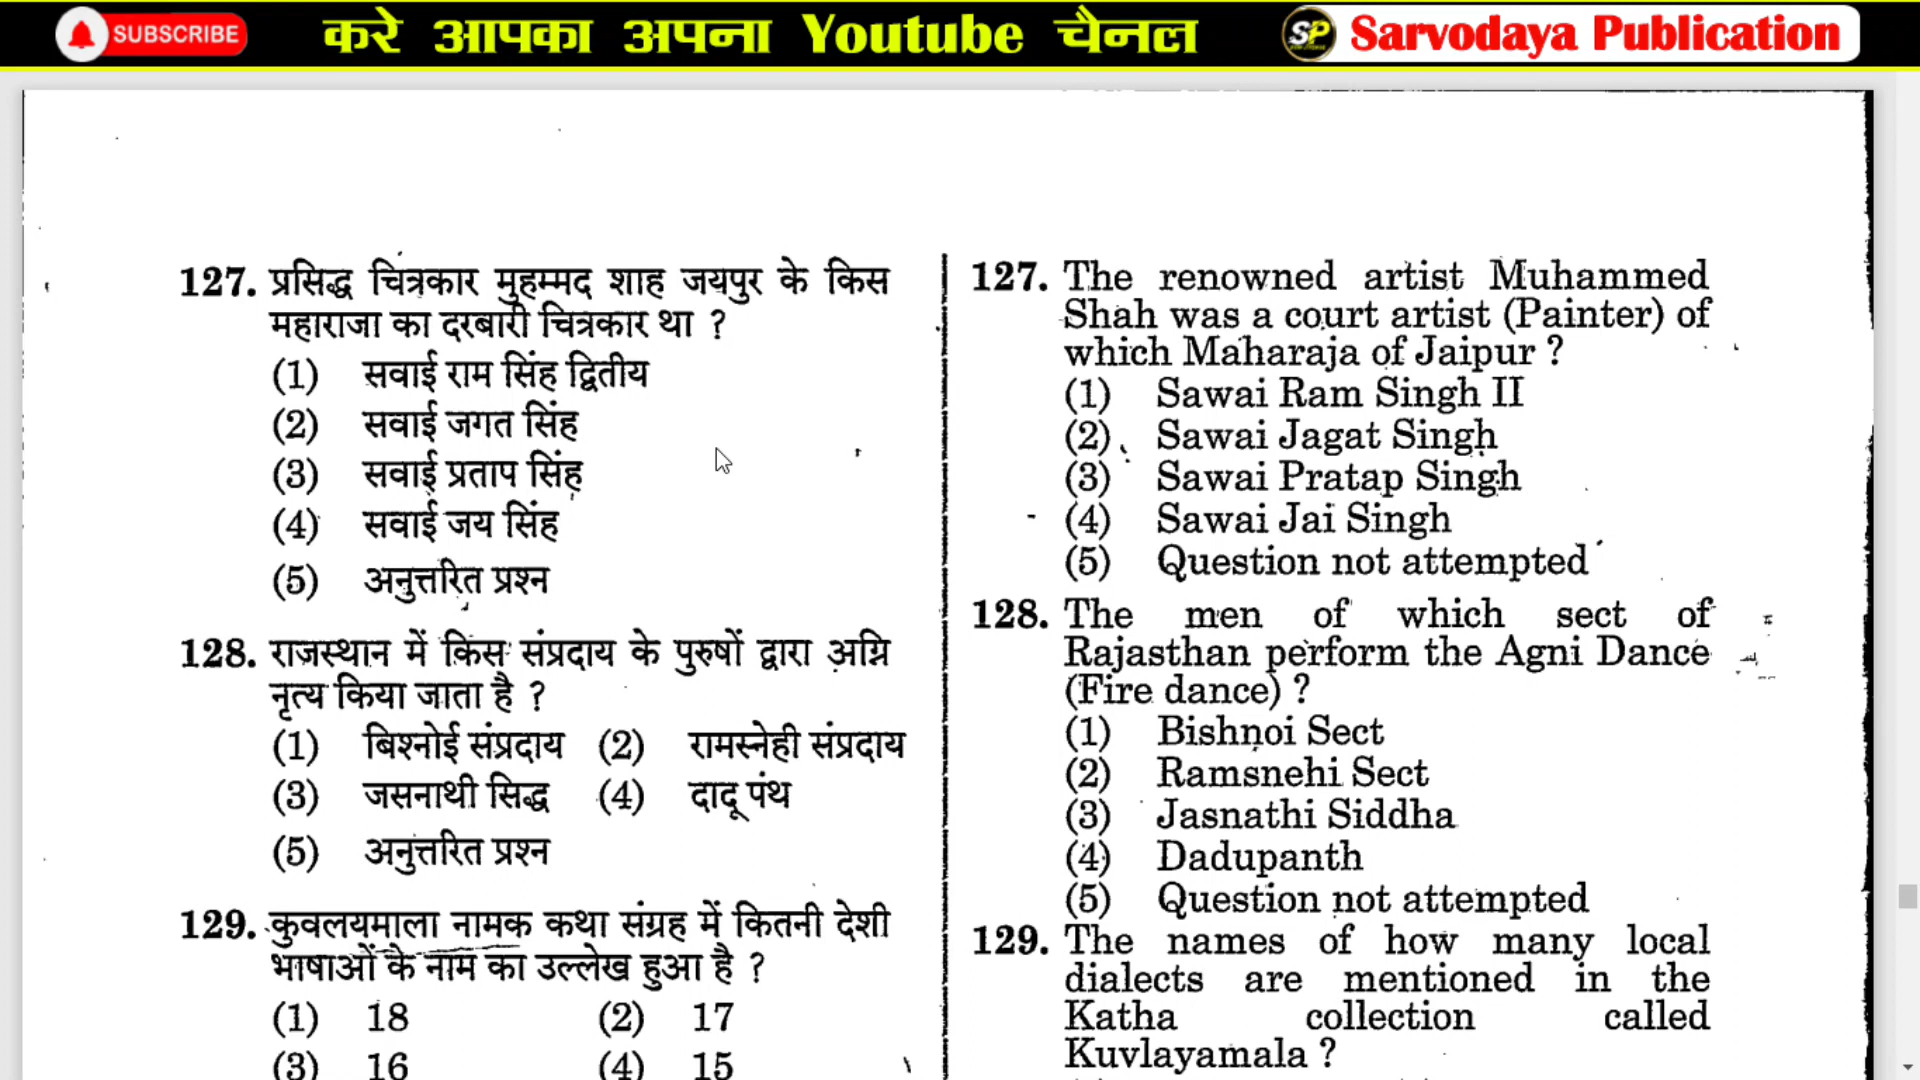 SUBSCRIBE करे आपका अपना Youtube चैनल SP Sarvodaya Publication
127. प्रसिद्ध चित्रकार मुहम्मद शाह जयपुर के किस
महाराजा का दरबारी चित्रकार था ?
(1) सवाई राम सिंह द्वितीय
(2) सवाई जगत सिंह
(3) सवाई प्रताप सिंह
(4) सवाई जय सिंह
(5) अनुत्तरित प्रश्न
128. राजस्थान में किस संप्रदाय के पुरुषों द्वारा अग्नि
नृत्य किया जाता है ?
(1) बिश्नोई संप्रदाय (2) रामस्नेही संप्रदाय
(3) जसनाथी सिद्ध (4) दादू पंथ
(5) अनुत्तरित प्रश्न
129. कुवलयमाला नामक कथा संग्रह में कितनी देशी
भाषाओं के नाम का उल्लेख हुआ है ?
(1) 18 (2) 17
(3) 16 (4) 15
127. The renowned artist Muhammed
Shah was a court artist (Painter) of
which Maharaja of Jaipur ?
(1) Sawai Ram Singh II
(2) Sawai Jagat Singh
(3) Sawai Pratap Singh
(4) Sawai Jai Singh
(5) Question not attempted
128. The men of which sect of
Rajasthan perform the Agni Dance
(Fire dance) ?
(1) Bishnoi Sect
(2) Ramsnehi Sect
(3) Jasnathi Siddha
(4) Dadupanth
(5) Question not attempted
129. The names of how many local
dialects are mentioned in the
Katha collection called
Kuvlayamala ?